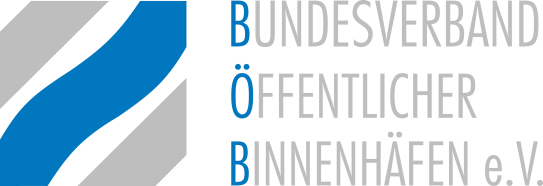 BUNDESVERBAND
ÖFFENTLICHER
BINNENHÄFEN e.V.